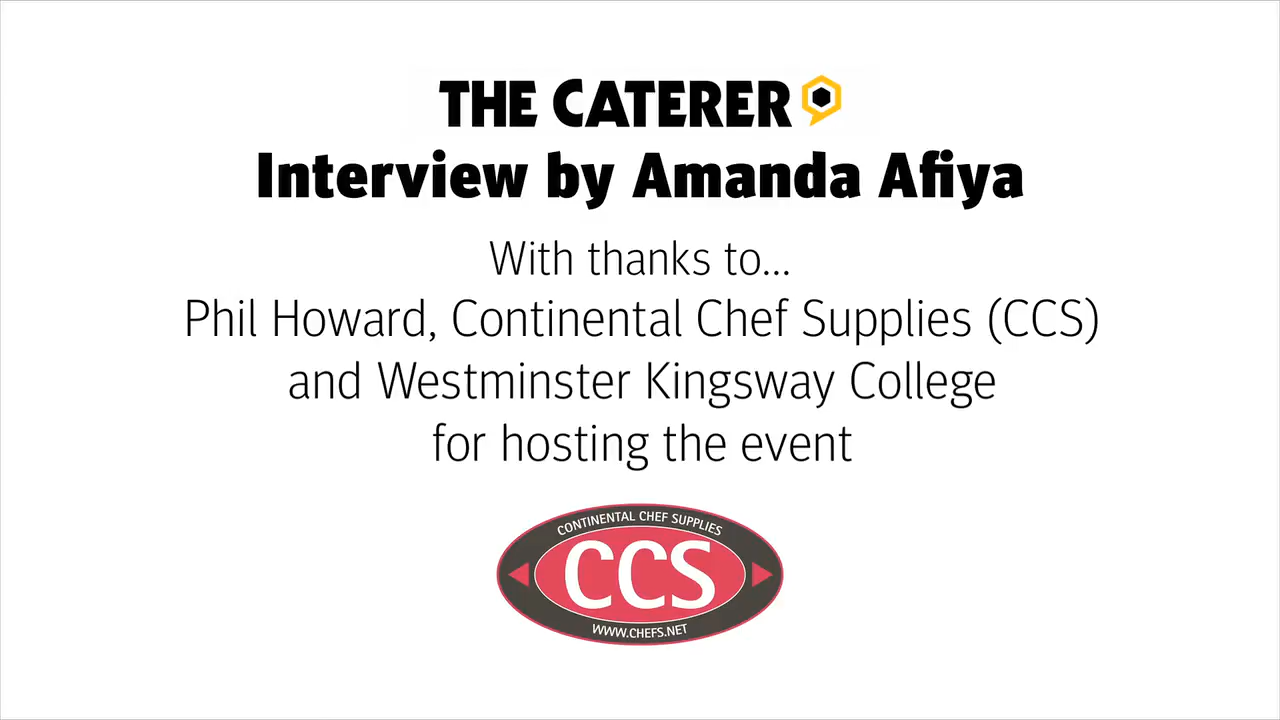 THE CATERER
Interview by Amanda Afiya
With thanks to...
Phil Howard, Continental Chef Supplies (CCS)
and Westminster Kingsway College
for hosting the event
CONTINENTAL CHEF SUPPLIES
CCS
WWW.CHEFS.NET